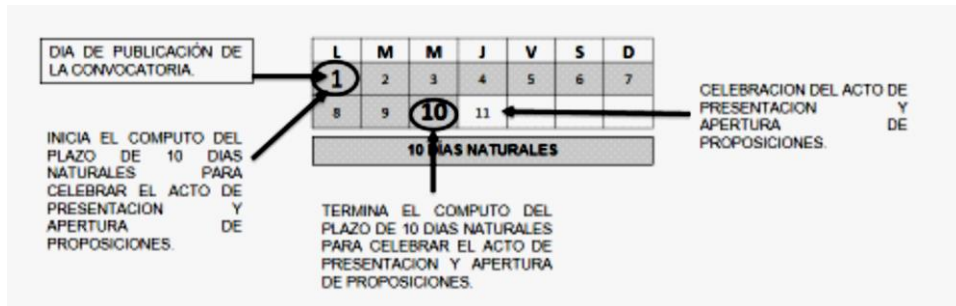 DIA DE PUBLICACIÓN DE
LA CONVOCATORIA.
L M M J V S D
1 2 3 4 5 6 7
8 9 10 11
10 DÍAS NATURALES
CELEBRACION DEL ACTO DE
PRESENTACION Y
APERTURA DE
PROPOSICIONES.
INICIA EL COMPUTO DEL
PLAZO DE 10 DIAS
NATURALES PARA
CELEBRAR EL ACTO DE
PRESENTACION Y
APERTURA DE
PROPOSICIONES.
TERMINA EL COMPUTO DEL
PLAZO DE 10 DIAS NATURALES
PARA CELEBRAR EL ACTO DE
PRESENTACION Y APERTURA
DE PROPOSICIONES.